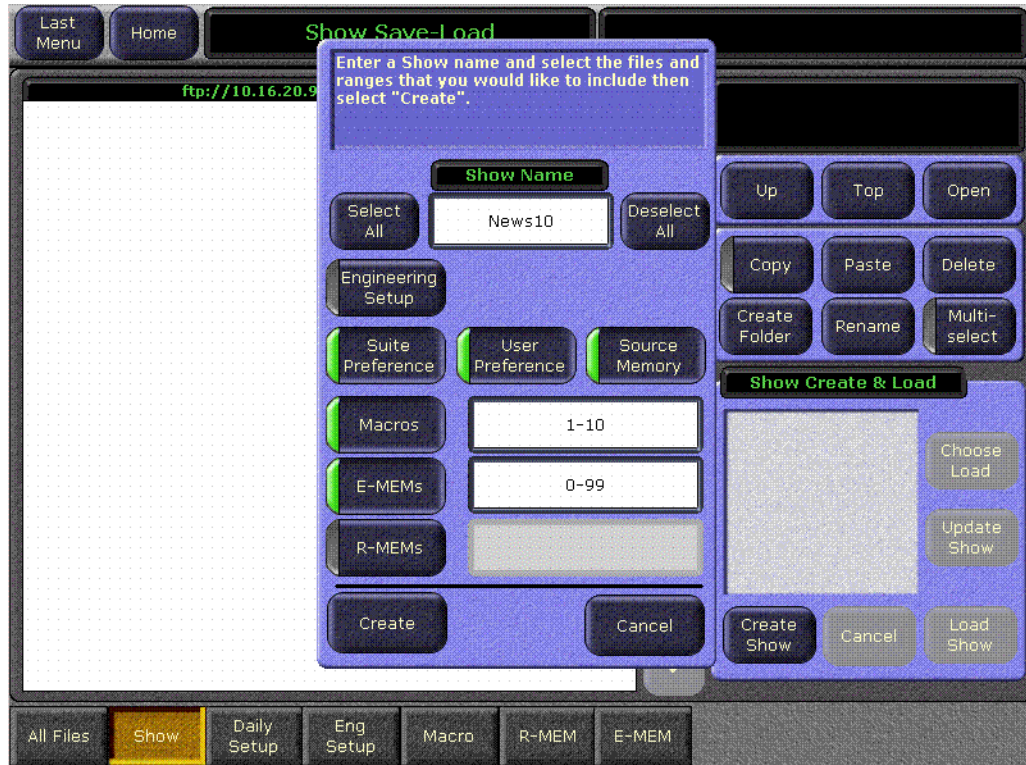 Last
Menu
Home
Show Save-Load
ftp://10.16.20.9
Enter a Show name and select the files and
ranges that you would like to include then
select "Create".
Show Name
Select
All
News10
Deselect
All
Engineering
Setup
Suite
Preference
User
Preference
Source
Memory
Macros
1-10
E-MEMs
0-99
R-MEMs
Create
Cancel
Up
Top
Open
Copy
Paste
Delete
Create
Folder
Rename
Multi-
select
Show Create & Load
Choose
Load
Update
Show
Create
Show
Cancel
Load
Show
All Files
Show
Daily
Setup
Eng
Setup
Macro
R-MEM
E-MEM